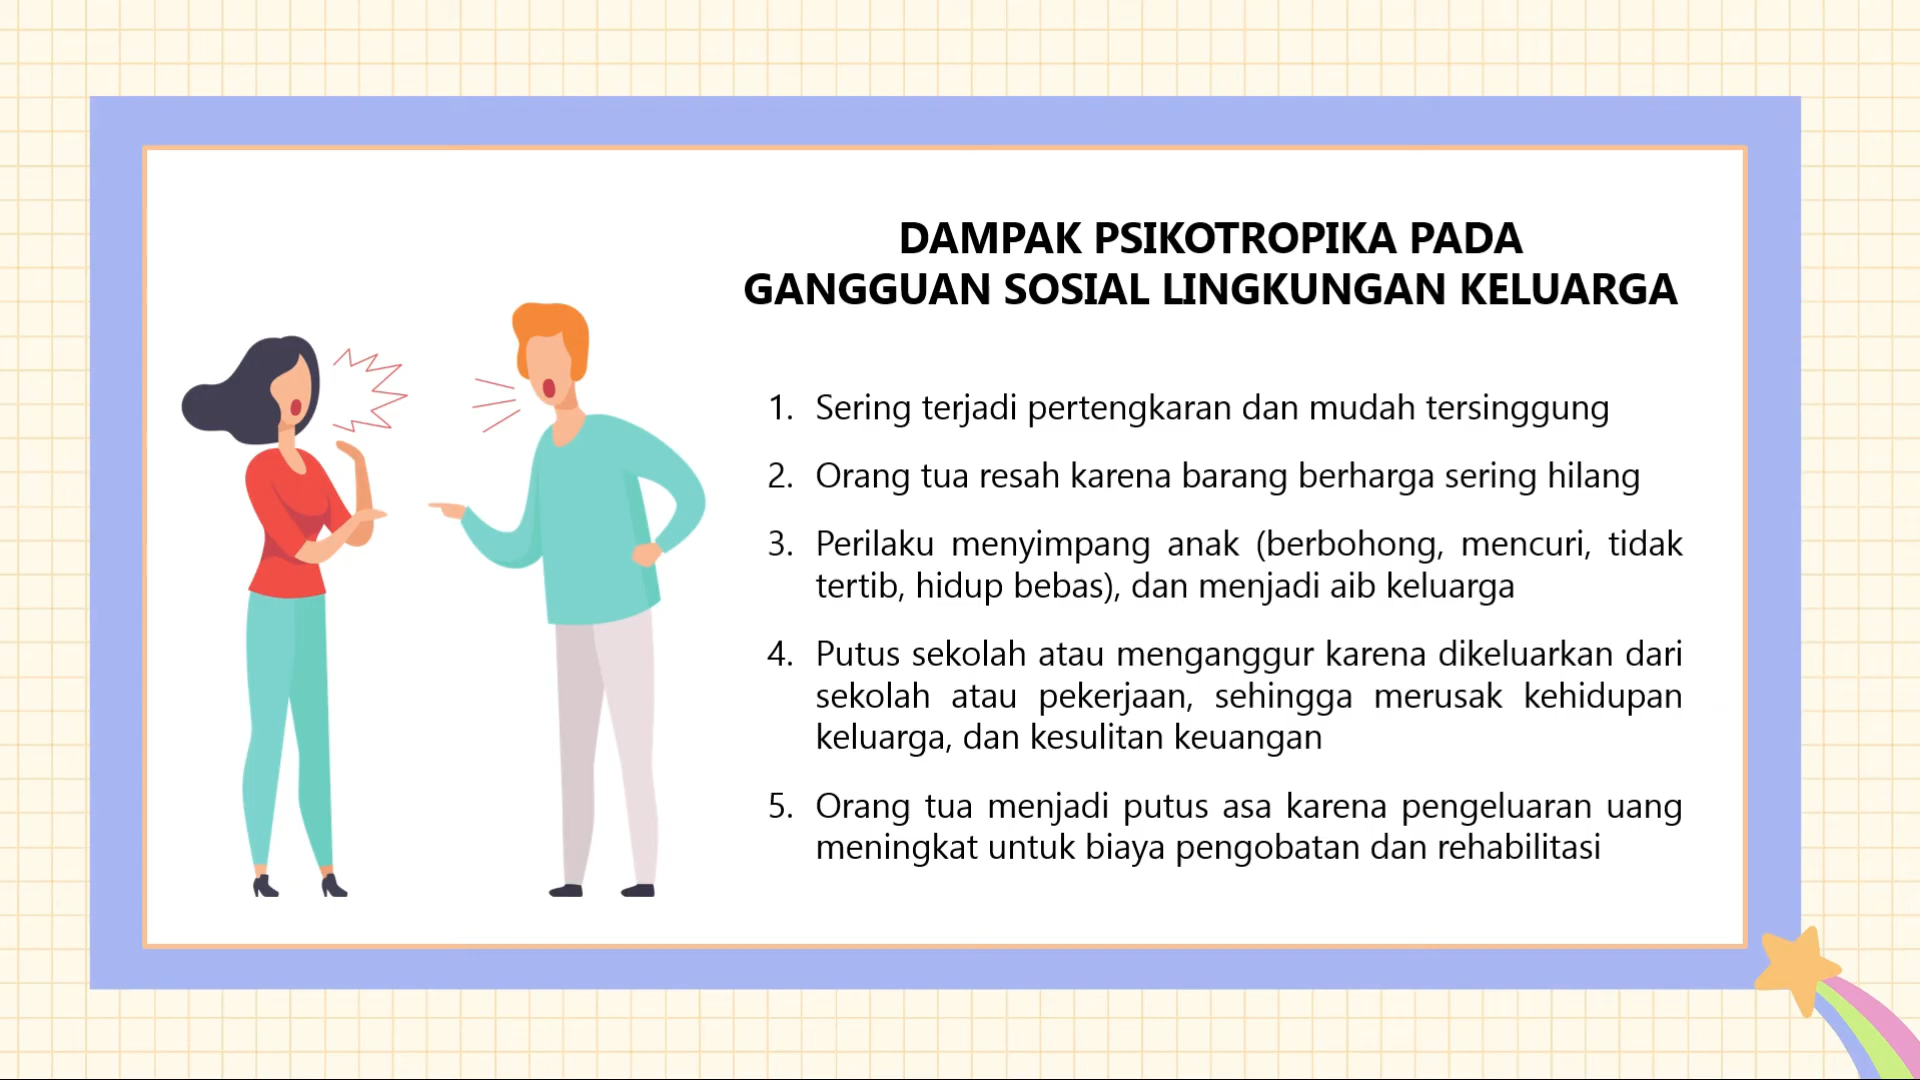 DAMPAK PSIKOTROPIKA PADA
GANGGUAN SOSIAL LINGKUNGAN KELUARGA
1. Sering terjadi pertengkaran dan mudah tersinggung
2. Orang tua resah karena barang berharga sering hilang
3. Perilaku menyimpang anak (berbohong, mencuri, tidak
tertib, hidup bebas), dan menjadi aib keluarga
4. Putus sekolah atau menganggur karena dikeluarkan dari
sekolah atau pekerjaan, sehingga merusak kehidupan
keluarga, dan kesulitan keuangan
5. Orang tua menjadi putus asa karena pengeluaran uang
meningkat untuk biaya pengobatan dan rehabilitasi